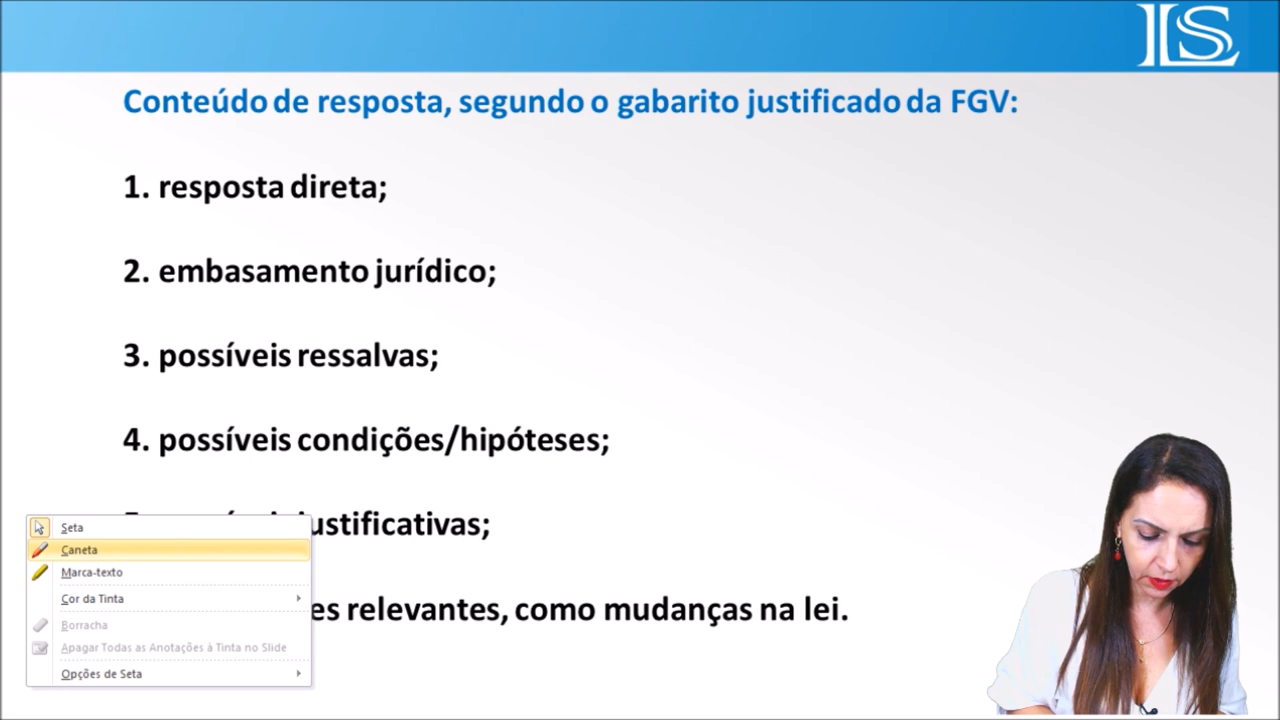 LS
Conteúdo de resposta, segundo o gabarito justificado da FGV:
1. resposta direta;
2. embasamento jurídico;
3. possíveis ressalvas;
4. possíveis condições/hipóteses;
justificativas;
es relevantes, como mudanças na lei.
Seta
Caneta
Marca-texto
Cor da Tinta
Borracha
Apagar Todas as Anotações à Tinta no Slide
Opções de Seta